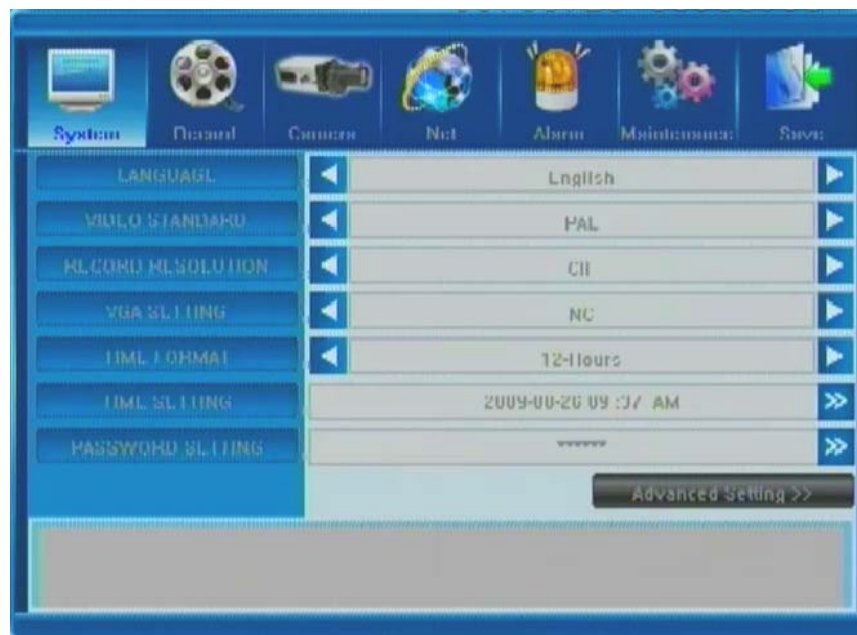 System Record Camera Net Alarm Maintenance Save
LANGUAGE English
VIDEO STANDARD PAL
RECORD RESOLUTION CIF
VGA SETTING
TIME FORMAT 12-Hours
TIME SETTING AM
PASSWORD SETTING ******
Advanced Setting >>